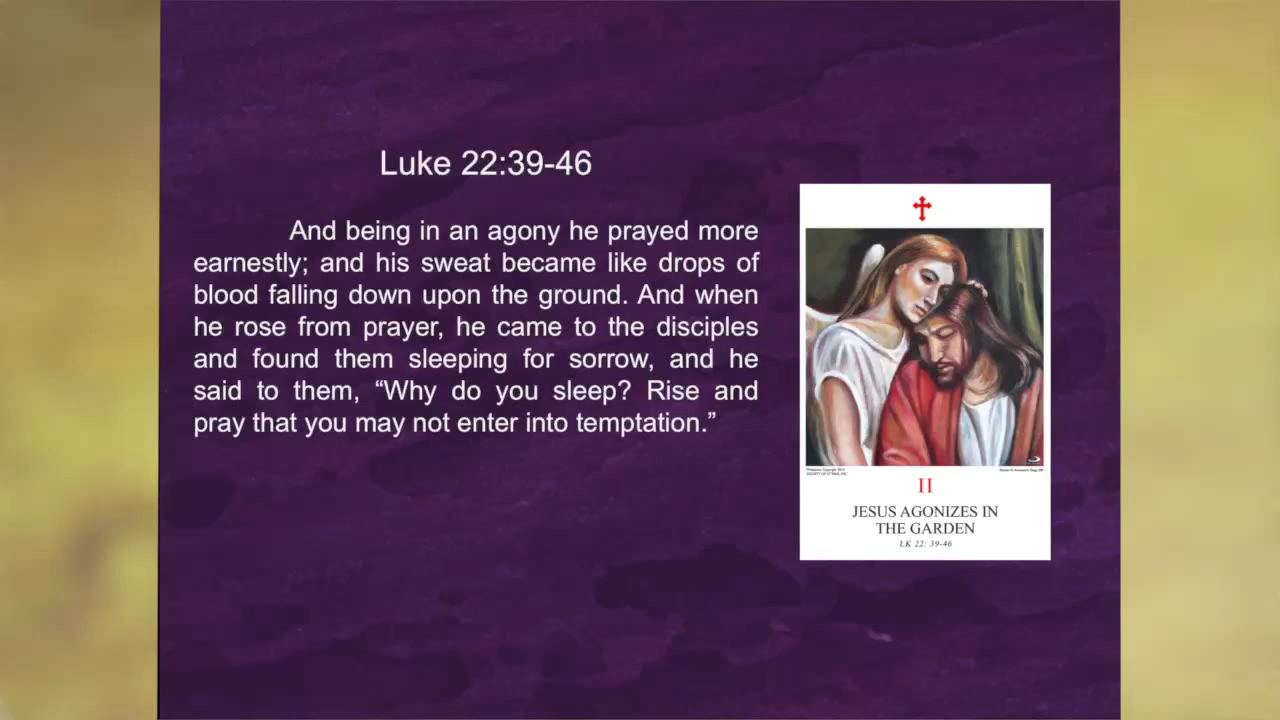 Luke 22:39-46
And being in an agony he prayed more
earnestly; and his sweat became like drops of
blood falling down upon the ground. And when
he rose from prayer, he came to the disciples
and found them sleeping for sorrow, and he
said to them, “Why do you sleep? Rise and
pray that you may not enter into temptation.”
II
JESUS AGONIZES IN
THE GARDEN
LK 22: 39-46